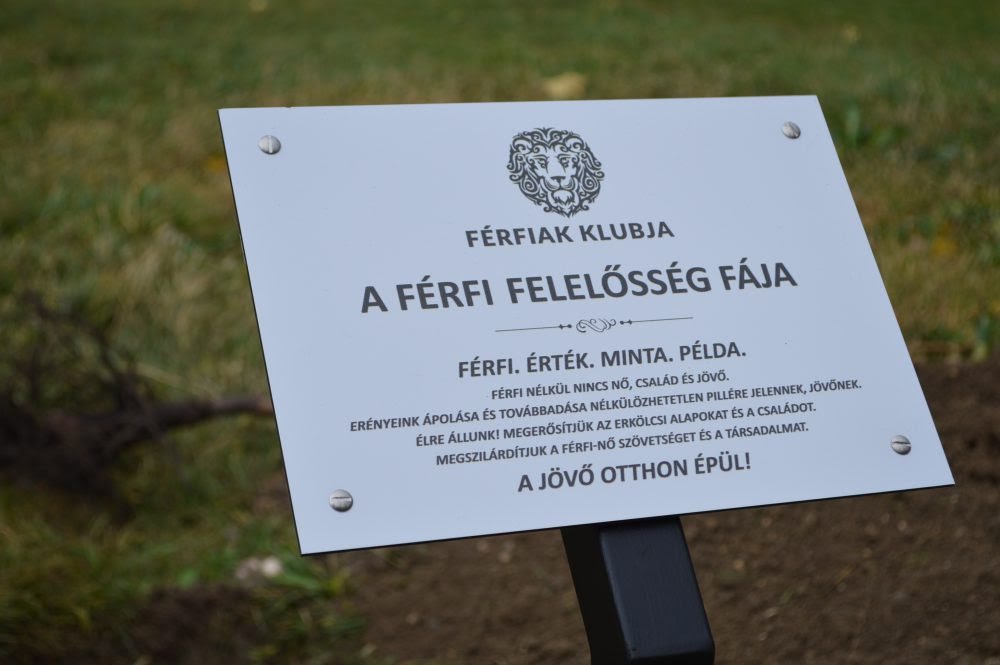 FÉRFIAK KLUBJA
A FÉRFI FELELŐSSÉG FÁJA
FÉRFI. ÉRTÉK. MINTA. PÉLDA.
FÉRFI NÉLKÜL NINCS NŐ, CSALÁD ÉS JÖVŐ.
ERÉNYEINK ÁPOLÁSA ÉS TOVÁBBADÁSA NÉLKÜLÖZHETETLEN PILLÉRE JELENNEK, JÖVŐNEK.
ÉLRE ÁLLUNK! MEGERŐSÍTJÜK AZ ERKÖLCSI ALAPOKAT ÉS A CSALÁDOT.
MEGSZILÁRDÍTJUK A FÉRFI-NŐ SZÖVETSÉGET ÉS A TÁRSADALMAT.
A JÖVŐ OTTHON ÉPÜL!